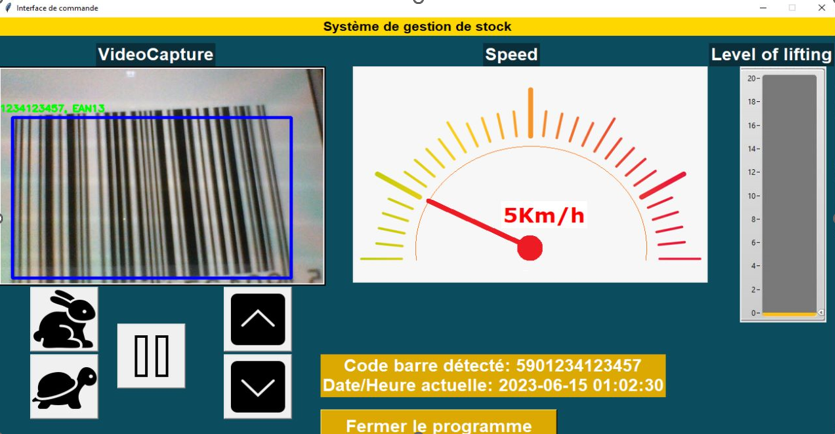 Interface de commande
Système de gestion de stock
VideoCapture
Speed
Level of lifting
1234123457, EAN13
5Km/h
20
18
16
14
12
10
8
6
4
2
0
Code barre détecté: 5901234123457
Date/Heure actuelle: 2023-06-15 01:02:30
Fermer le programme